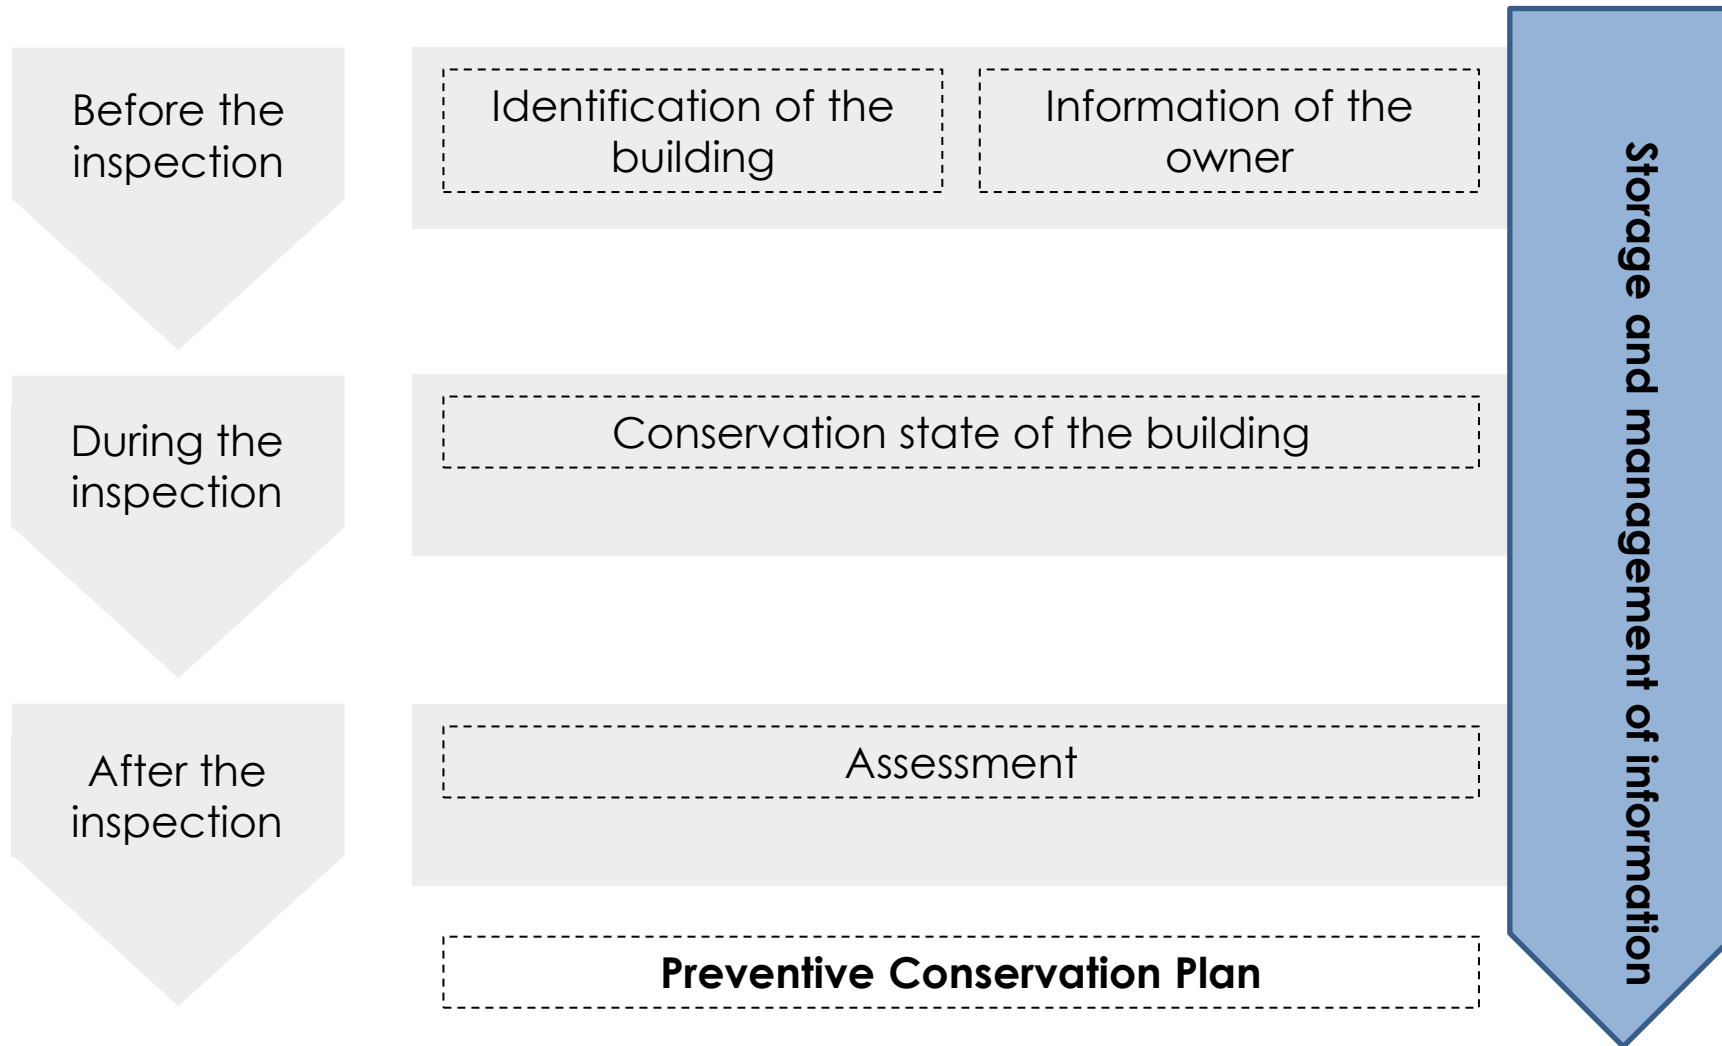 Before the
inspection
Identification of the
building
Information of the
owner
During the
inspection
Conservation state of the building
After the
inspection
Assessment
Preventive Conservation Plan
Storage and management of information